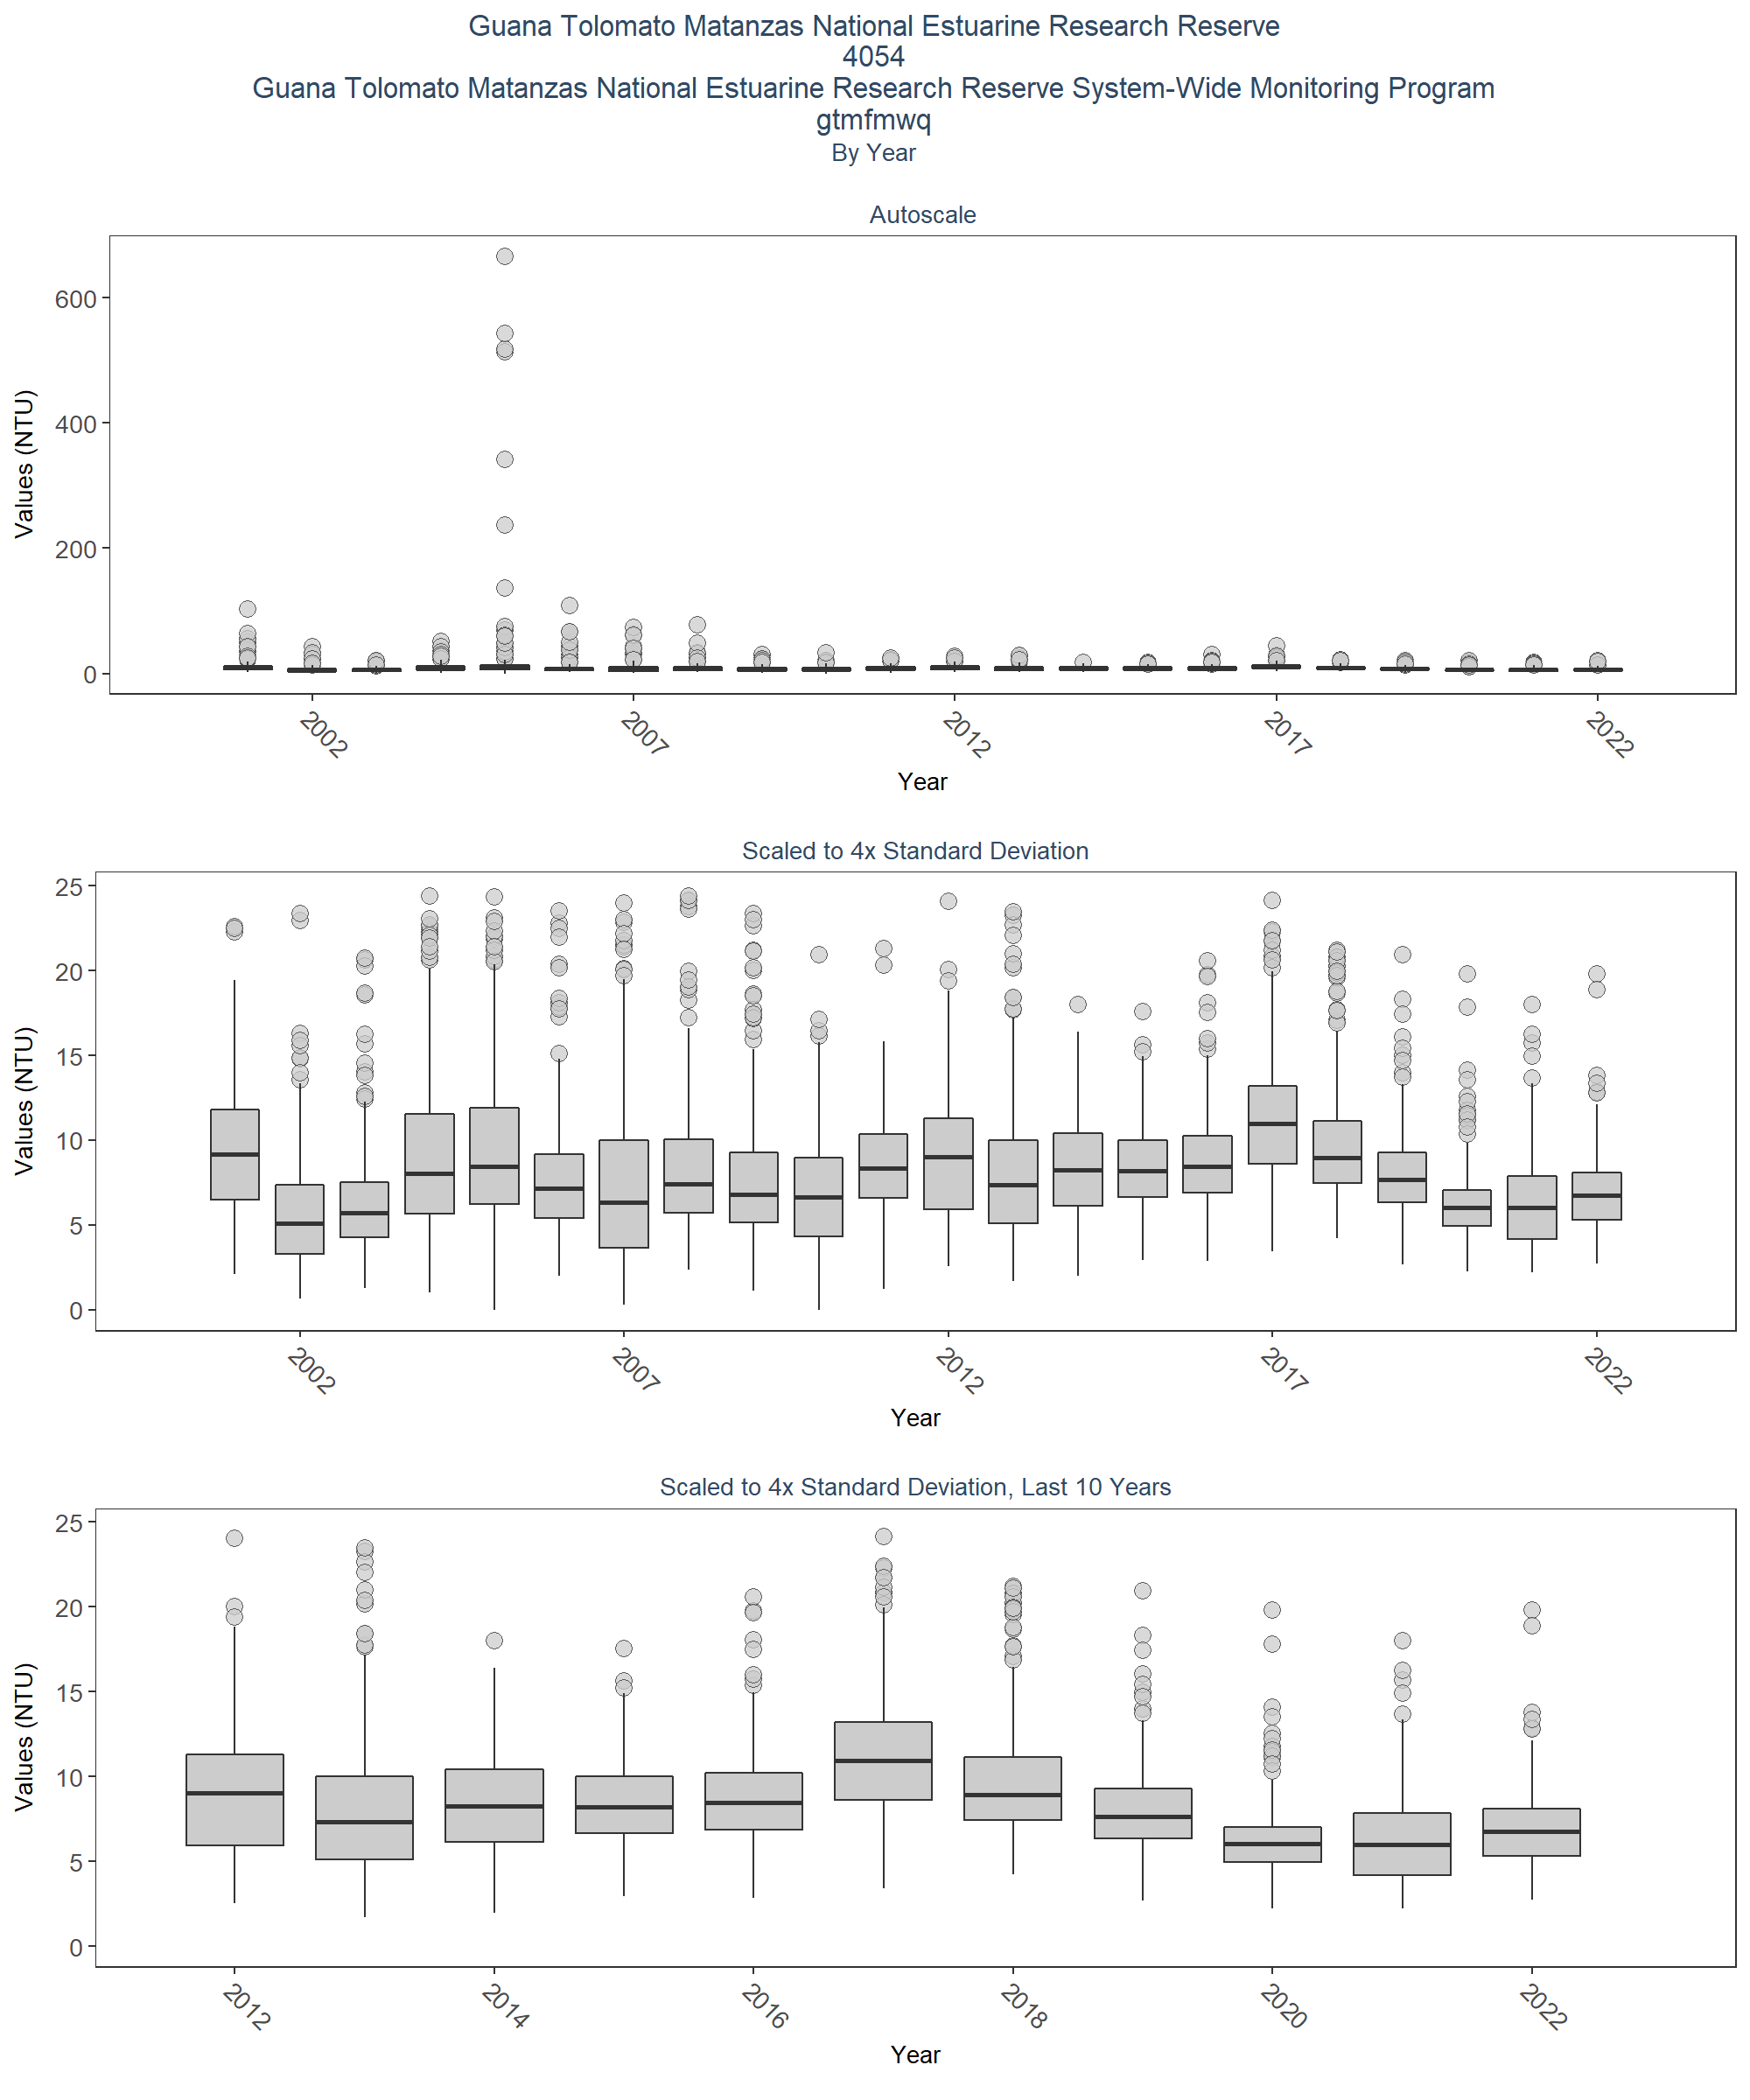 Guana Tolomato Matanzas National Estuarine Research Reserve
4054
Guana Tolomato Matanzas National Estuarine Research Reserve System-Wide Monitoring Program
gtmfmwq
By Year
Autoscale
Values (NTU)
600
400
200
0
2002
2007
2012
2017
2022
Year
Scaled to 4x Standard Deviation
Values (NTU)
25
20
15
10
5
0
2002
2007
2012
2017
2022
Year
Scaled to 4x Standard Deviation, Last 10 Years
Values (NTU)
25
20
15
10
5
0
2012
2014
2016
2018
2020
2022
Year